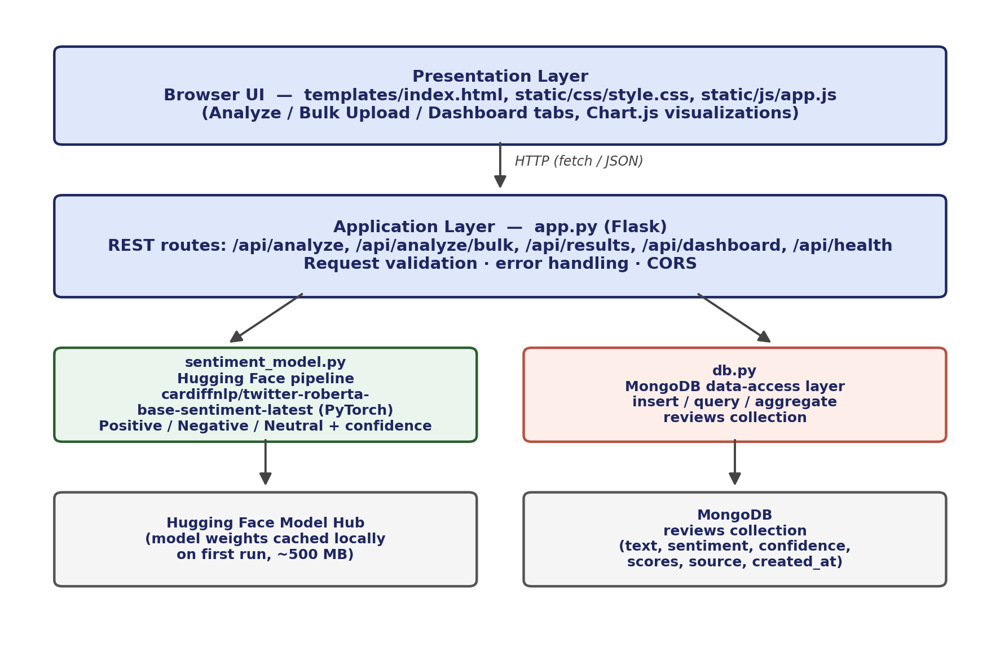 Presentation Layer
Browser UI — templates/index.html, static/css/style.css, static/js/app.js
(Analyze / Bulk Upload / Dashboard tabs, Chart.js visualizations)
HTTP (fetch / JSON)
Application Layer — app.py (Flask)
REST routes: /api/analyze, /api/analyze/bulk, /api/results, /api/dashboard, /api/health
Request validation · error handling · CORS
sentiment_model.py
Hugging Face pipeline
cardiffnlp/twitter-roberta-
base-sentiment-latest (PyTorch)
Positive / Negative / Neutral + confidence
db.py
MongoDB data-access layer
insert / query / aggregate
reviews collection
Hugging Face Model Hub
(model weights cached locally
on first run, ~500 MB)
MongoDB
reviews collection
(text, sentiment, confidence,
scores, source, created_at)